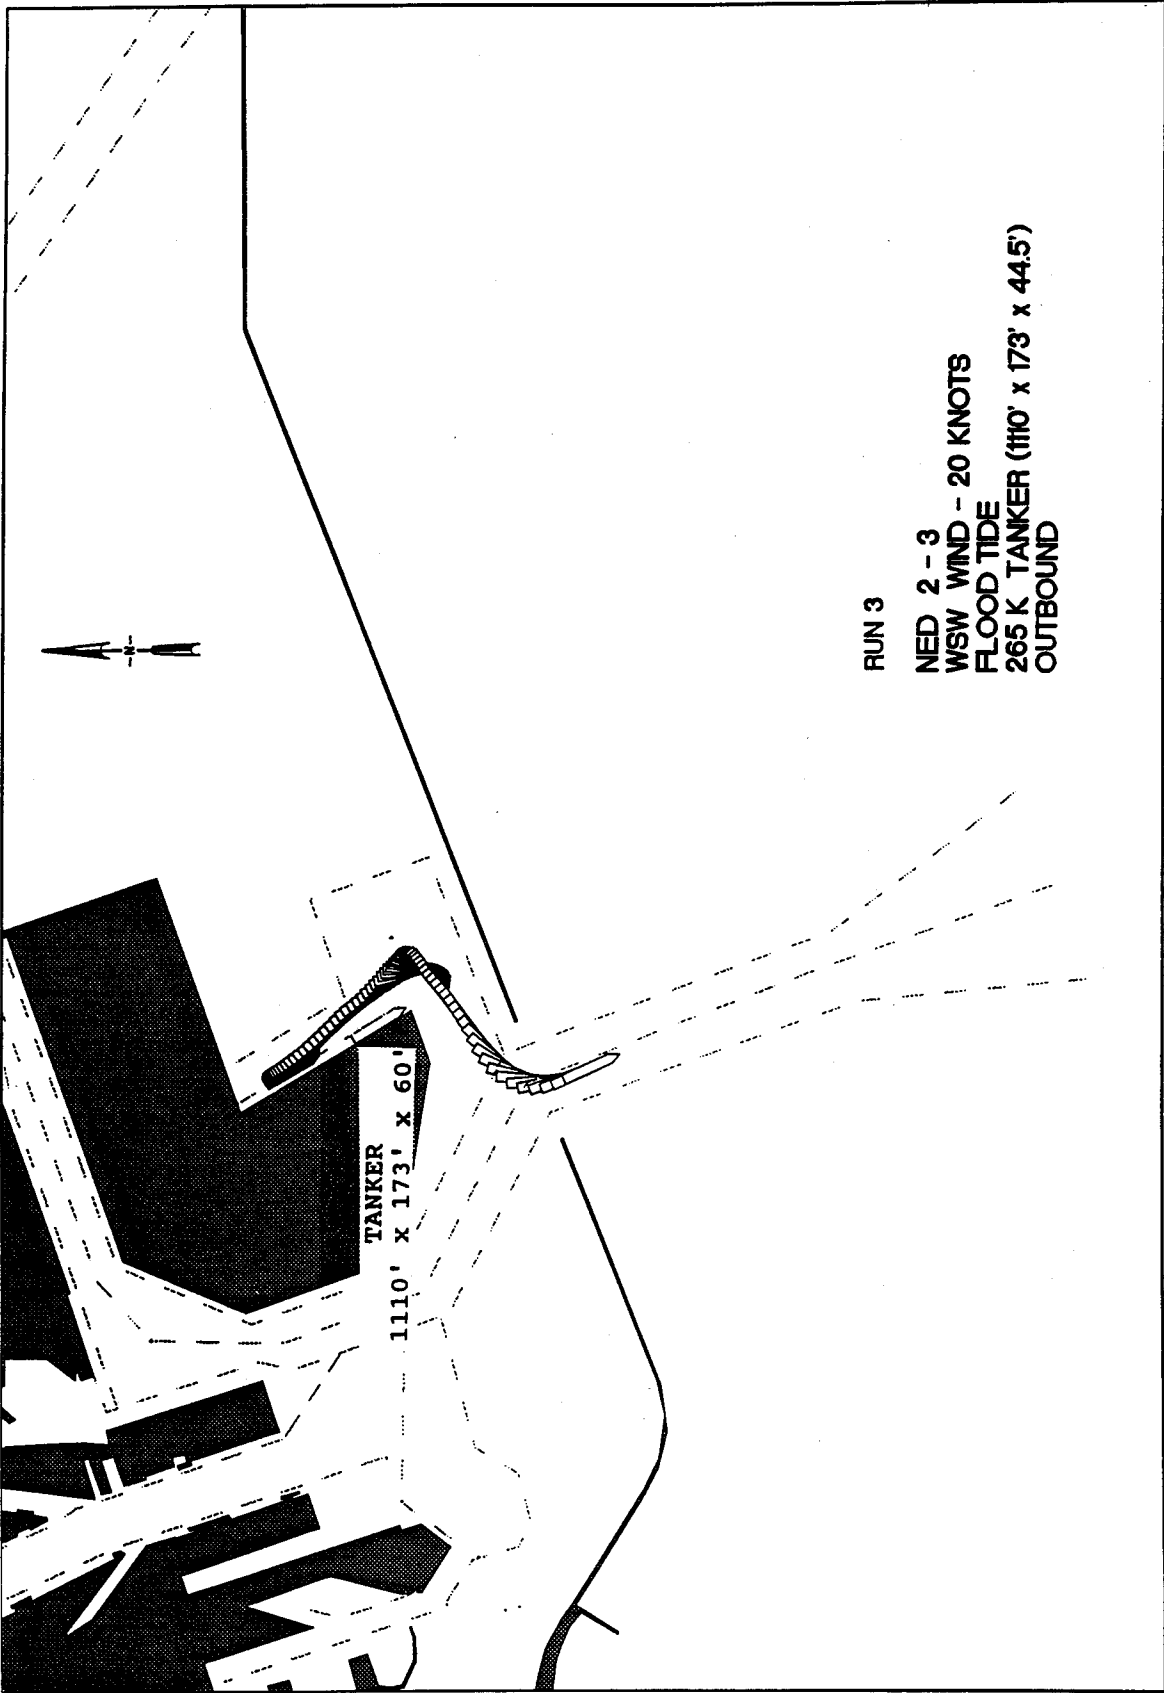 -N-
TANKER
1110' x 173' x 60'
RUN 3
NED 2 - 3
WSW WIND - 20 KNOTS
FLOOD TIDE
265 K TANKER (1110' x 173' x 44.5')
OUTBOUND